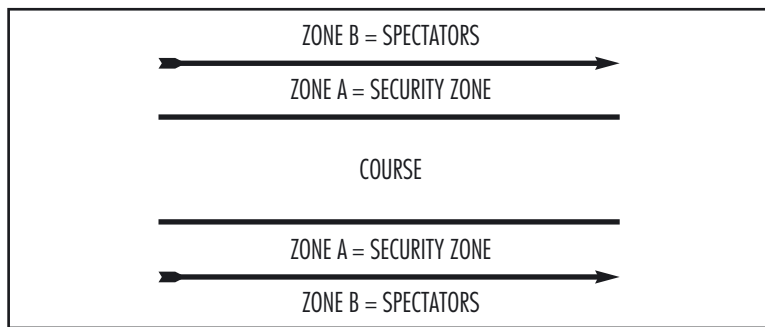 ZONE B = SPECTATORS
ZONE A = SECURITY ZONE
COURSE
ZONE A = SECURITY ZONE
ZONE B = SPECTATORS